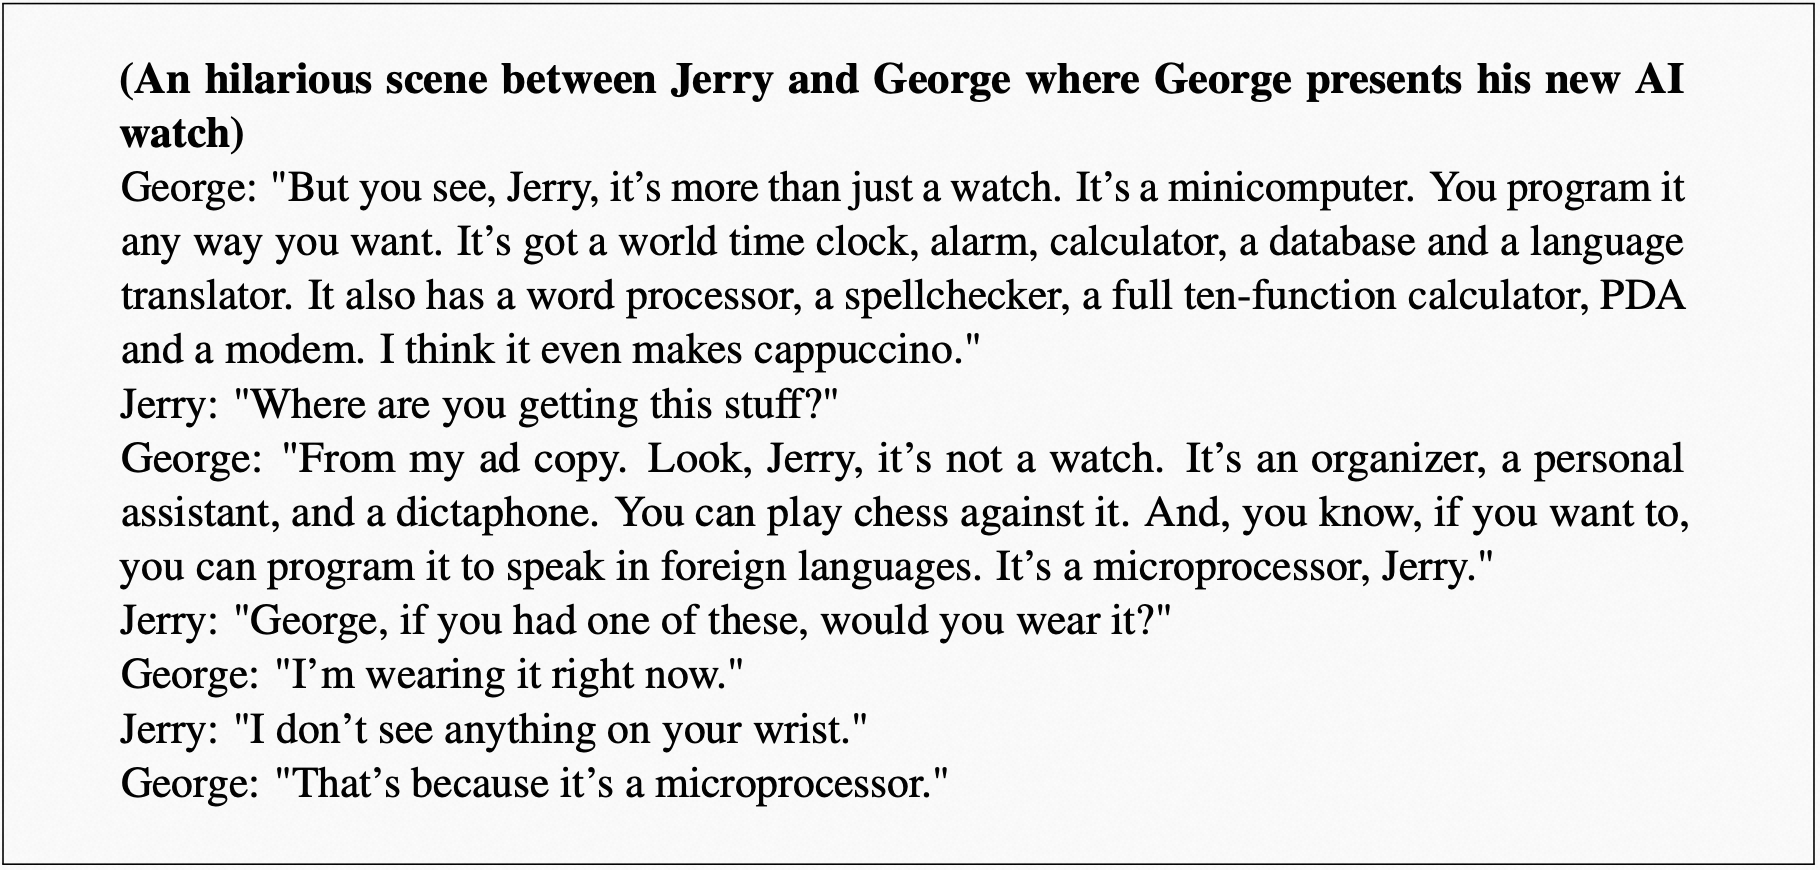 (An hilarious scene between Jerry and George where George presents his new AI
watch)
George: "But you see, Jerry, it’s more than just a watch. It’s a minicomputer. You program it
any way you want. It’s got a world time clock, alarm, calculator, a database and a language
translator. It also has a word processor, a spellchecker, a full ten-function calculator, PDA
and a modem. I think it even makes cappuccino."
Jerry: "Where are you getting this stuff?"
George: "From my ad copy. Look, Jerry, it’s not a watch. It’s an organizer, a personal
assistant, and a dictaphone. You can play chess against it. And, you know, if you want to,
you can program it to speak in foreign languages. It’s a microprocessor, Jerry."
Jerry: "George, if you had one of these, would you wear it?"
George: "I’m wearing it right now."
Jerry: "I don’t see anything on your wrist."
George: "That’s because it’s a microprocessor."